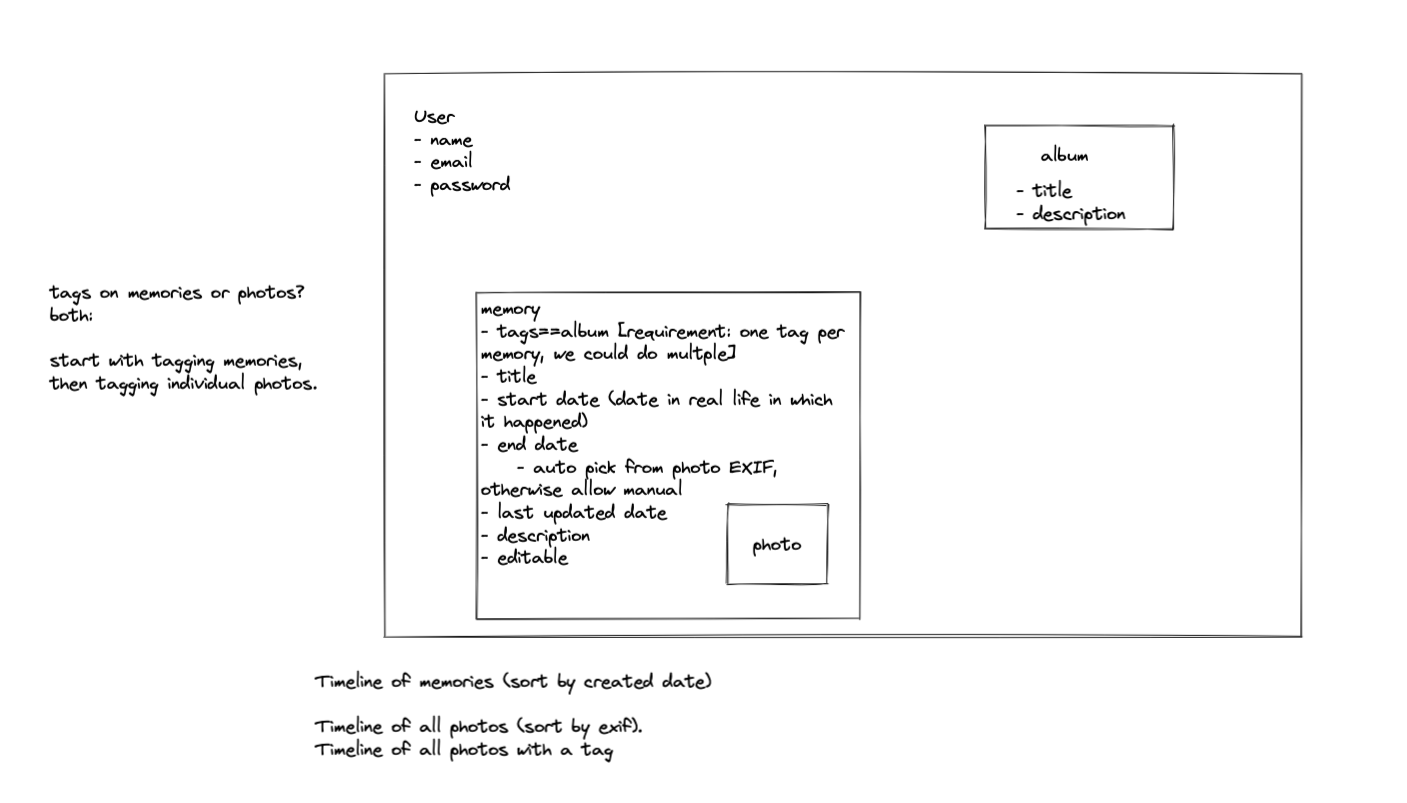 User
- name
- email
- password
album
- title
- description
tags on memories or photos?
both:
start with tagging memories,
then tagging individual photos.
memory
- tags==album [requirement: one tag per
memory, we could do multple]
- title
- start date (date in real life in which
it happened)
- end date
- auto pick from photo EXIF,
otherwise allow manual
- last updated date
- description
- editable
photo
Timeline of memories (sort by created date)
Timeline of all photos (sort by exif).
Timeline of all photos with a tag